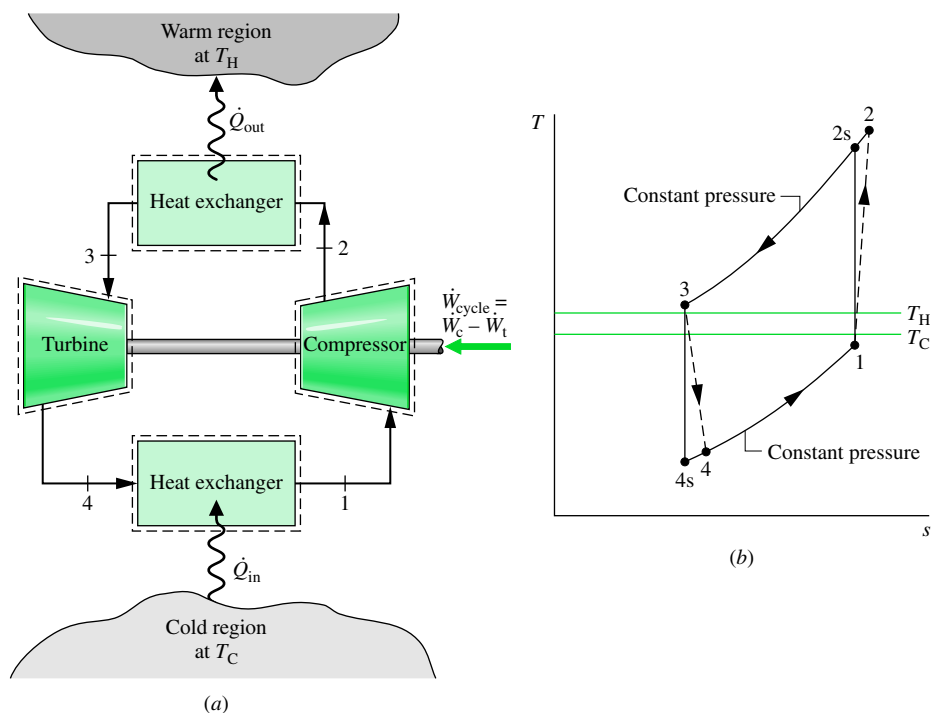 Warm region
at T_H
Q̇_out
Heat exchanger
3
2
Ẇ_cycle =
Ẇ_c – Ẇ_t
Turbine
Compressor
Heat exchanger
4
1
Q̇_in
Cold region
at T_C
(a)
T
2
2s
Constant pressure
3
T_H
T_C
1
Constant pressure
4
4s
s
(b)